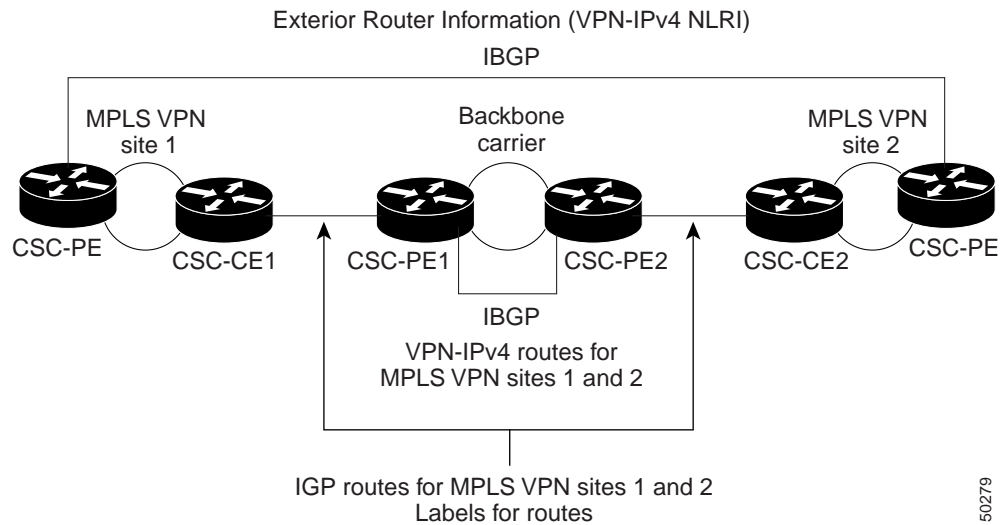 Exterior Router Information (VPN-IPv4 NLRI)
IBGP
MPLS VPN
site 1
Backbone
carrier
MPLS VPN
site 2
CSC-PE
CSC-CE1
CSC-PE1
CSC-PE2
CSC-CE2
CSC-PE
IBGP
VPN-IPv4 routes for
MPLS VPN sites 1 and 2
IGP routes for MPLS VPN sites 1 and 2
Labels for routes
50279